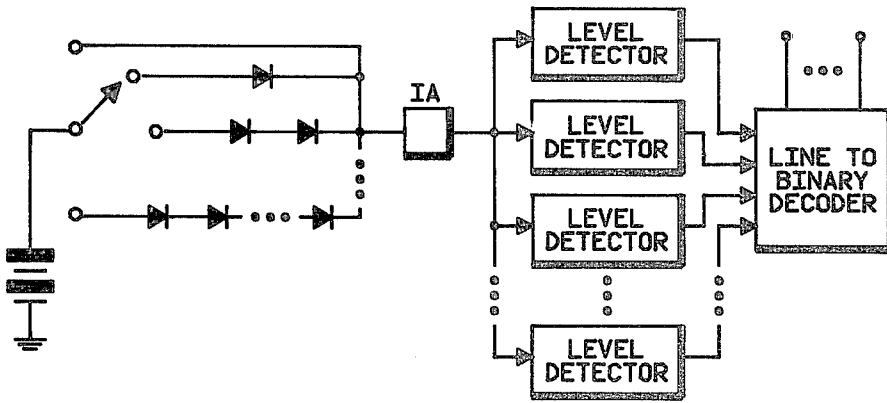 IA
LEVEL
DETECTOR
LEVEL
DETECTOR
LEVEL
DETECTOR
LEVEL
DETECTOR
LINE TO
BINARY
DECODER